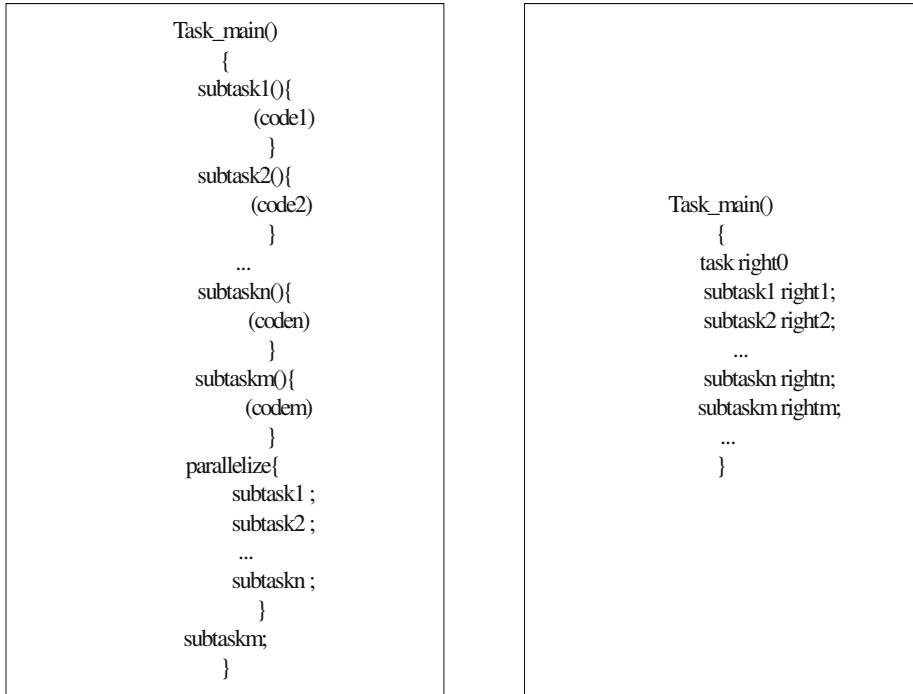 Task_main()
{
subtask1(){
(code1)
}
subtask2(){
(code2)
}
...
subtaskn(){
(coden)
}
subtaskm(){
(codem)
}
parallelize{
subtask1 ;
subtask2 ;
...
subtaskn ;
}
subtaskm;
}
Task_main()
{
task right0
subtask1 right1;
subtask2 right2;
...
subtaskn rightn;
subtaskm rightm;
...
}